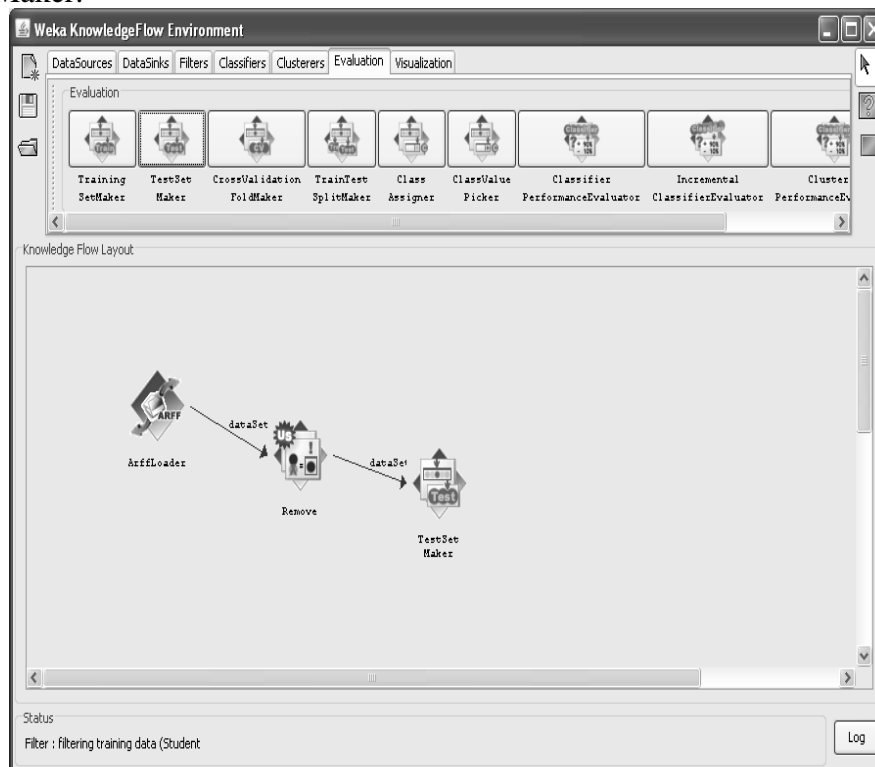 Weka KnowledgeFlow Environment
DataSources DataSinks Filters Classifiers Clusterers Evaluation Visualization
Evaluation
Training SetMaker
TestSet Maker
CrossValidation FoldMaker
TrainTest SplitMaker
Class Assigner
ClassValue Picker
Classifier PerformanceEvaluator
Incremental ClassifierEvaluator
Cluster
Knowledge Flow Layout
ARFF
ArffLoader
dataSet
Us
Remove
dataSet
Test
TestSet
Maker
Status
Filter : filtering training data (Student
Log